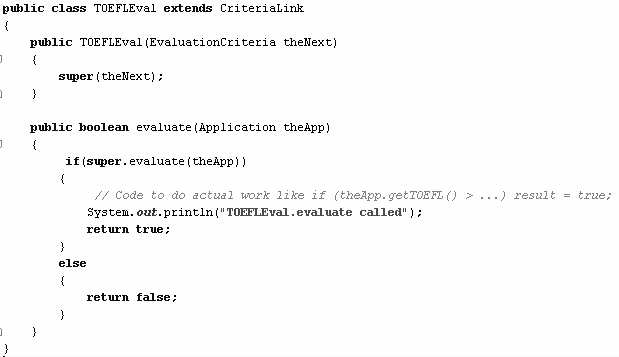 public class TOEFLEval extends CriteriaLink
{
public TOEFLEval(EvaluationCriteria theNext)
{
super(theNext);
}
public boolean evaluate(Application theApp)
{
if(super.evaluate(theApp))
{
// Code to do actual work like if (theApp.getTOEFL() > ...) result = true;
System.out.println("TOEFLEval.evaluate called");
return true;
}
else
{
return false;
}
}
}